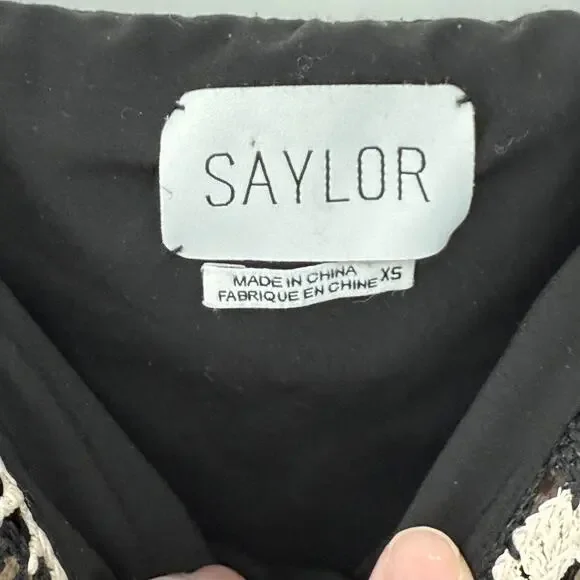 SAYLOR
MADE IN CHINA XS
FABRIQUE EN CHINE